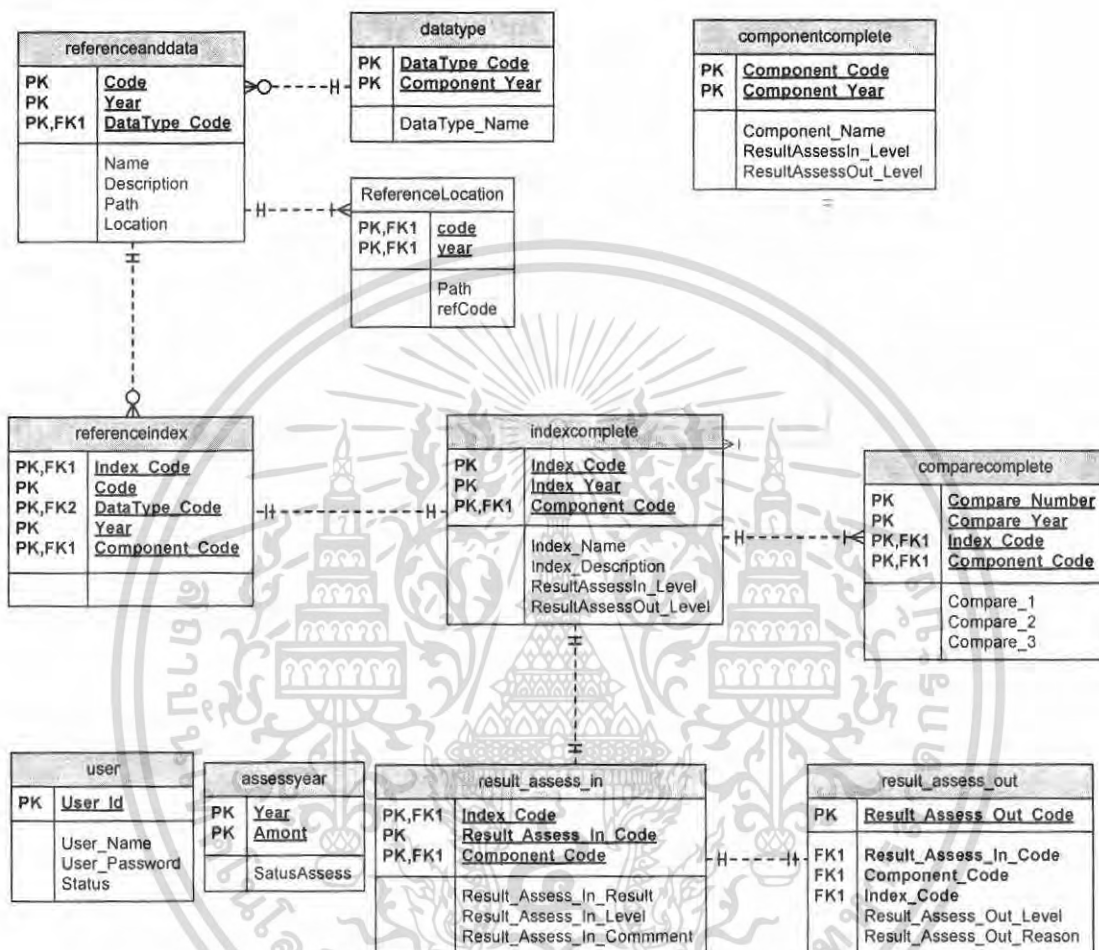 referenceanddata
PK Code
PK Year
PK,FK1 DataType_Code
Name
Description
Path
Location
datatype
PK DataType_Code
PK Component_Year
DataType_Name
componentcomplete
PK Component_Code
PK Component_Year
Component_Name
ResultAssessIn_Level
ResultAssessOut_Level
ReferenceLocation
PK,FK1 code
PK,FK1 year
Path
refCode
referenceindex
PK,FK1 Index_Code
PK Code
PK,FK2 DataType_Code
PK Year
PK,FK1 Component_Code
indexcomplete
PK Index_Code
PK Index_Year
PK,FK1 Component_Code
Index_Name
Index_Description
ResultAssessIn_Level
ResultAssessOut_Level
comparecomplete
PK Compare_Number
PK Compare_Year
PK,FK1 Index_Code
PK,FK1 Component_Code
Compare_1
Compare_2
Compare_3
user
PK User_Id
User_Name
User_Password
Status
assessyear
PK Year
PK Amont
SatusAssess
result_assess_in
PK,FK1 Index_Code
PK Result_Assess_In_Code
PK,FK1 Component_Code
Result_Assess_In_Result
Result_Assess_In_Level
Result_Assess_In_Commment
result_assess_out
PK Result_Assess_Out_Code
FK1 Result_Assess_In_Code
FK1 Component_Code
FK1 Index_Code
Result_Assess_Out_Level
Result_Assess_Out_Reason